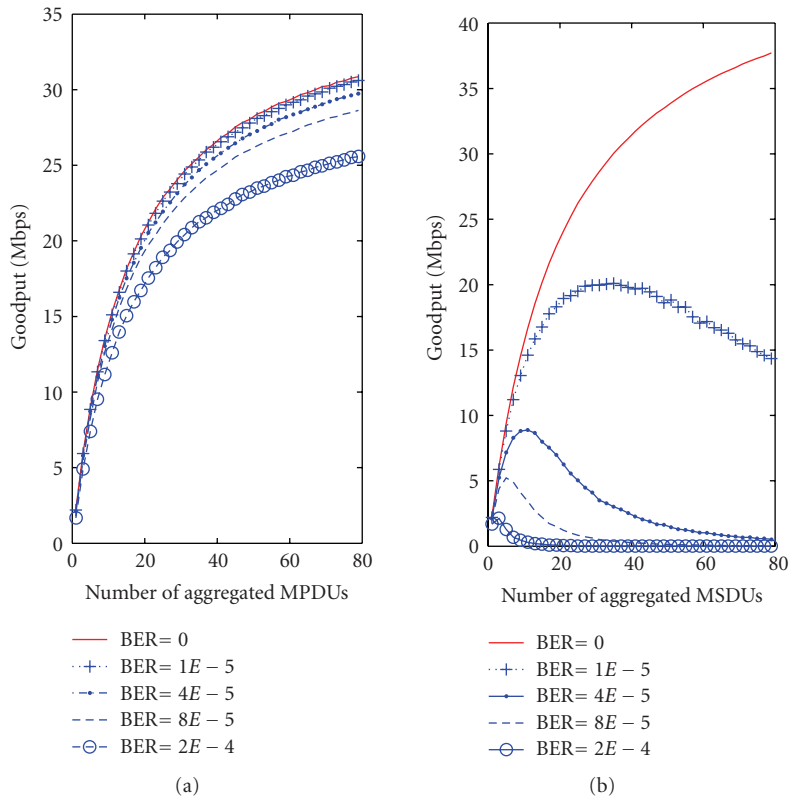 35
30
25
20
15
10
5
0
Goodput (Mbps)
0 20 40 60 80
Number of aggregated MPDUs
BER= 0
BER= 1E − 5
BER= 4E − 5
BER= 8E − 5
BER= 2E − 4
(a)
40
35
30
25
20
15
10
5
0
Goodput (Mbps)
0 20 40 60 80
Number of aggregated MSDUs
BER= 0
BER= 1E − 5
BER= 4E − 5
BER= 8E − 5
BER= 2E − 4
(b)